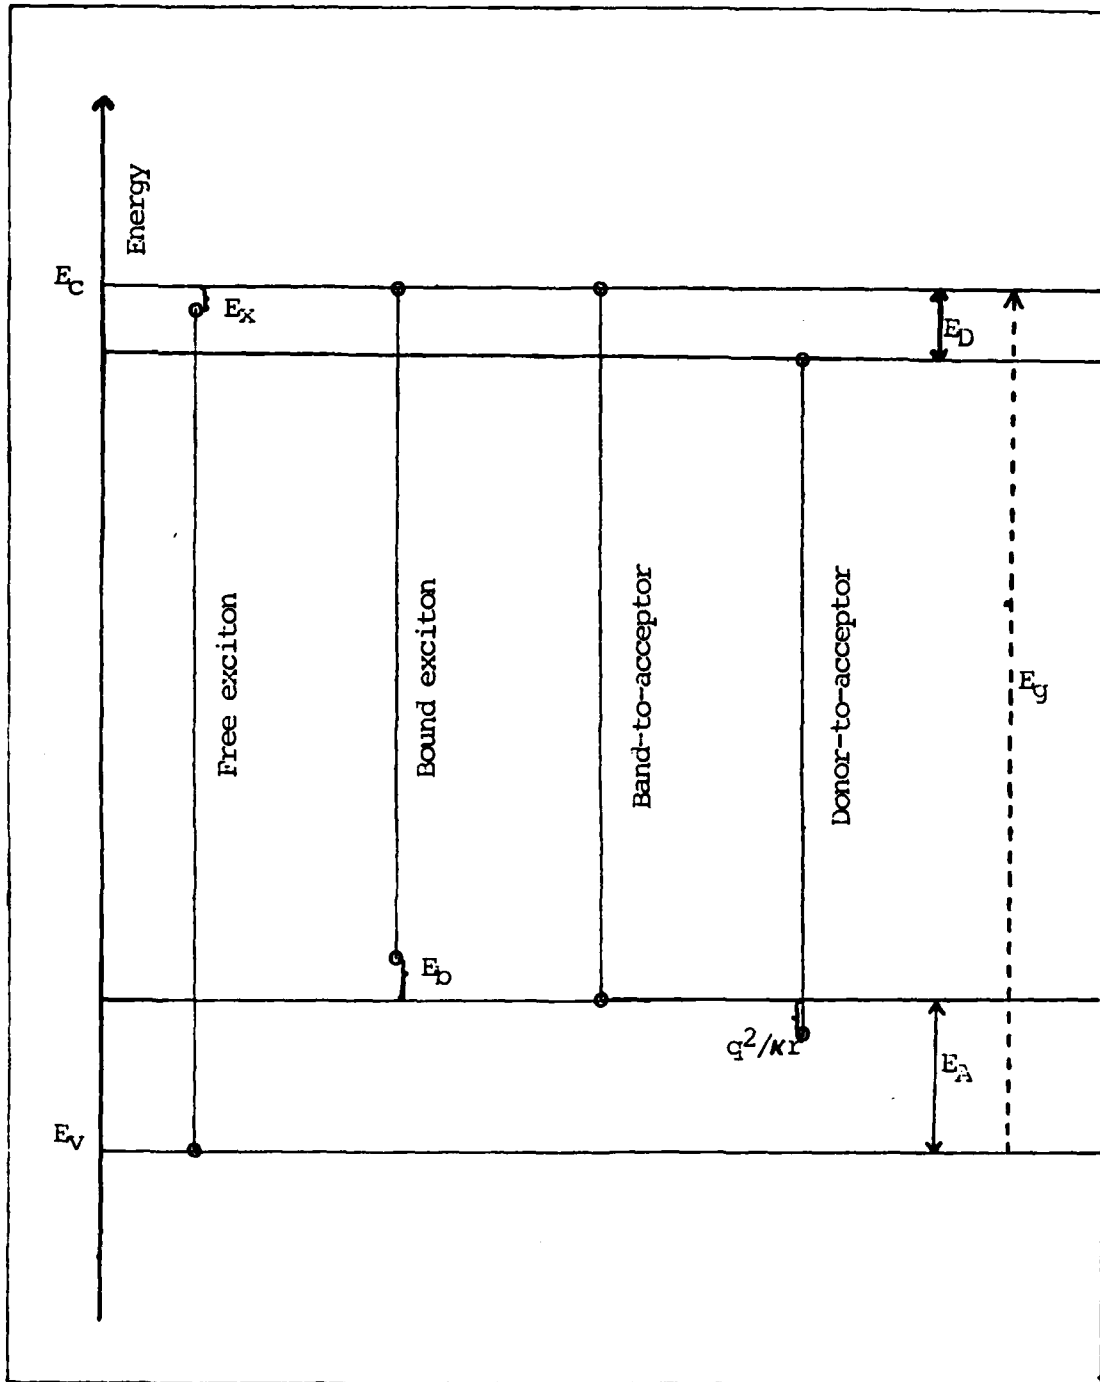 Energy
E_C
E_x
E_D
Free exciton
Bound exciton
Band-to-acceptor
Donor-to-acceptor
E_g
E_b
q²/κr
E_A
E_V